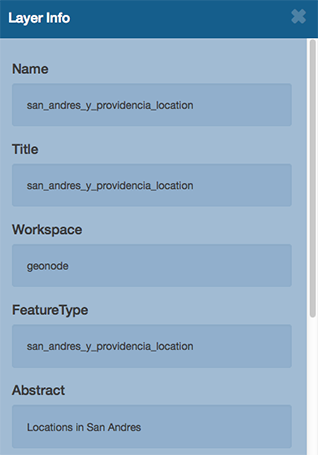 Layer Info
Name
san_andres_y_providencia_location
Title
san_andres_y_providencia_location
Workspace
geonode
FeatureType
san_andres_y_providencia_location
Abstract
Locations in San Andres